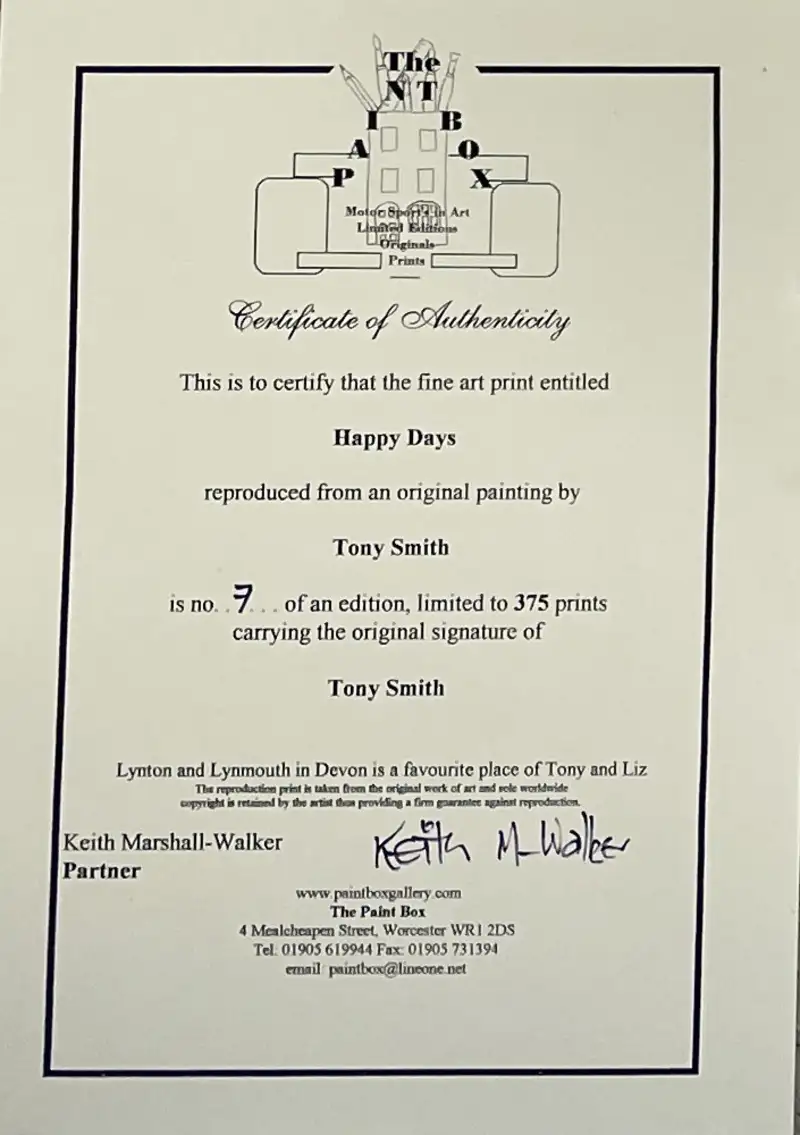 The
PAINT BOX
Motor Sport's in Art
Limited Editions
Originals
Prints
Certificate of Authenticity
This is to certify that the fine art print entitled
Happy Days
reproduced from an original painting by
Tony Smith
is no. . 7 . . . of an edition, limited to 375 prints
carrying the original signature of
Tony Smith
Lynton and Lynmouth in Devon is a favourite place of Tony and Liz
The reproduction print is taken from the original work of art and sole worldwide
copyright is retained by the artist thus providing a firm guarantee against reproduction.
Keith Marshall-Walker
Keith M-Walker
Partner
www.paintboxgallery.com
The Paint Box
4 Mealcheapen Street, Worcester WR1 2DS
Tel: 01905 619944 Fax: 01905 731394
email: paintbox@lineone.net